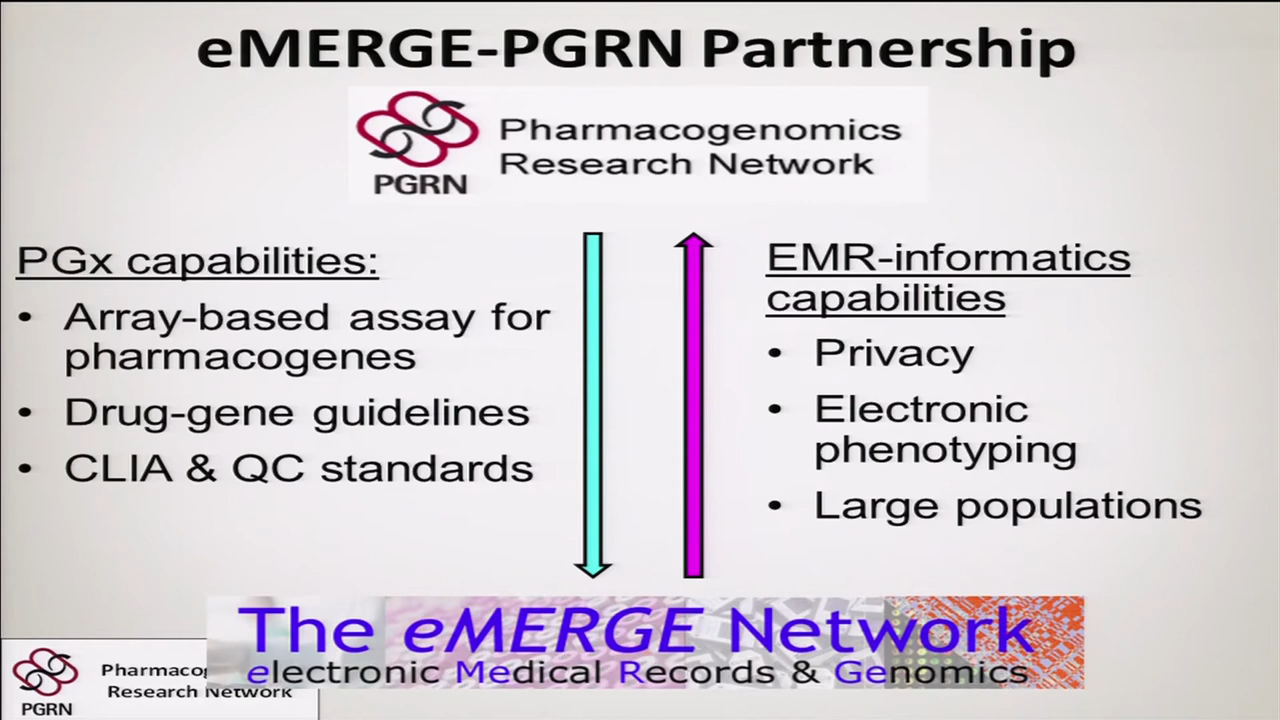 eMERGE-PGRN Partnership
PGRN
Pharmacogenomics
Research Network
PGx capabilities:
• Array-based assay for
pharmacogenes
• Drug-gene guidelines
• CLIA & QC standards
EMR-informatics
capabilities
• Privacy
• Electronic
phenotyping
• Large populations
The eMERGE Network
electronic Medical Records & Genomics
PGRN
Pharmacog
Research Network